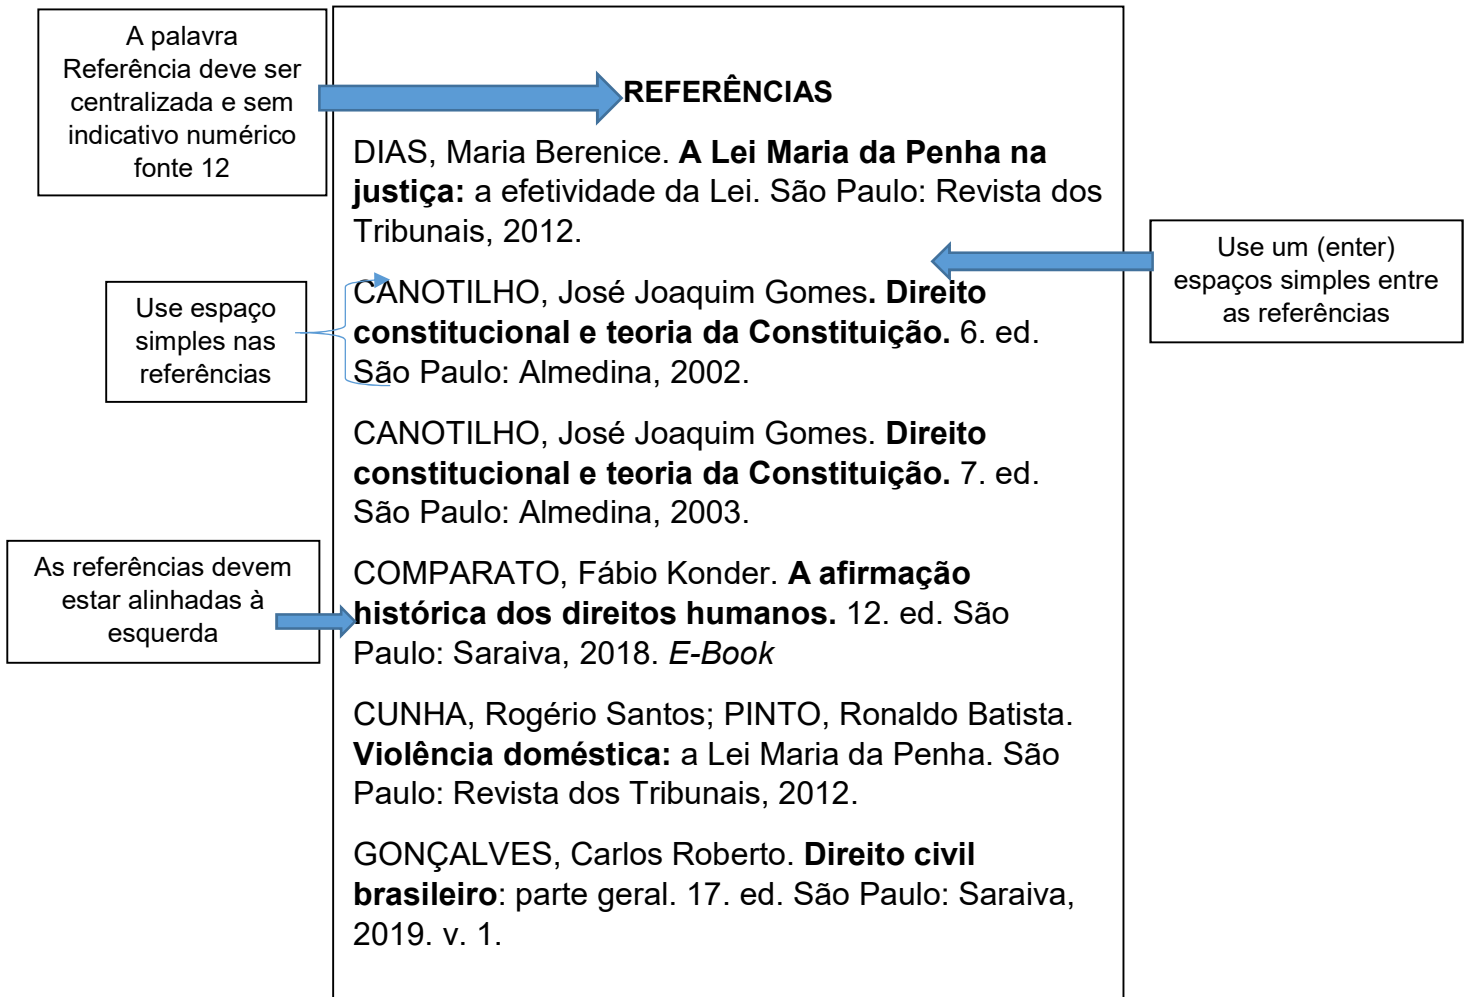 A palavra
Referência deve ser
centralizada e sem
indicativo numérico
fonte 12
REFERÊNCIAS
DIAS, Maria Berenice. A Lei Maria da Penha na
justiça: a efetividade da Lei. São Paulo: Revista dos
Tribunais, 2012.
Use um (enter)
espaços simples entre
as referências
Use espaço
simples nas
referências
CANOTILHO, José Joaquim Gomes. Direito
constitucional e teoria da Constituição. 6. ed.
São Paulo: Almedina, 2002.
CANOTILHO, José Joaquim Gomes. Direito
constitucional e teoria da Constituição. 7. ed.
São Paulo: Almedina, 2003.
As referências devem
estar alinhadas à
esquerda
COMPARATO, Fábio Konder. A afirmação
histórica dos direitos humanos. 12. ed. São
Paulo: Saraiva, 2018. E-Book
CUNHA, Rogério Santos; PINTO, Ronaldo Batista.
Violência doméstica: a Lei Maria da Penha. São
Paulo: Revista dos Tribunais, 2012.
GONÇALVES, Carlos Roberto. Direito civil
brasileiro: parte geral. 17. ed. São Paulo: Saraiva,
2019. v. 1.